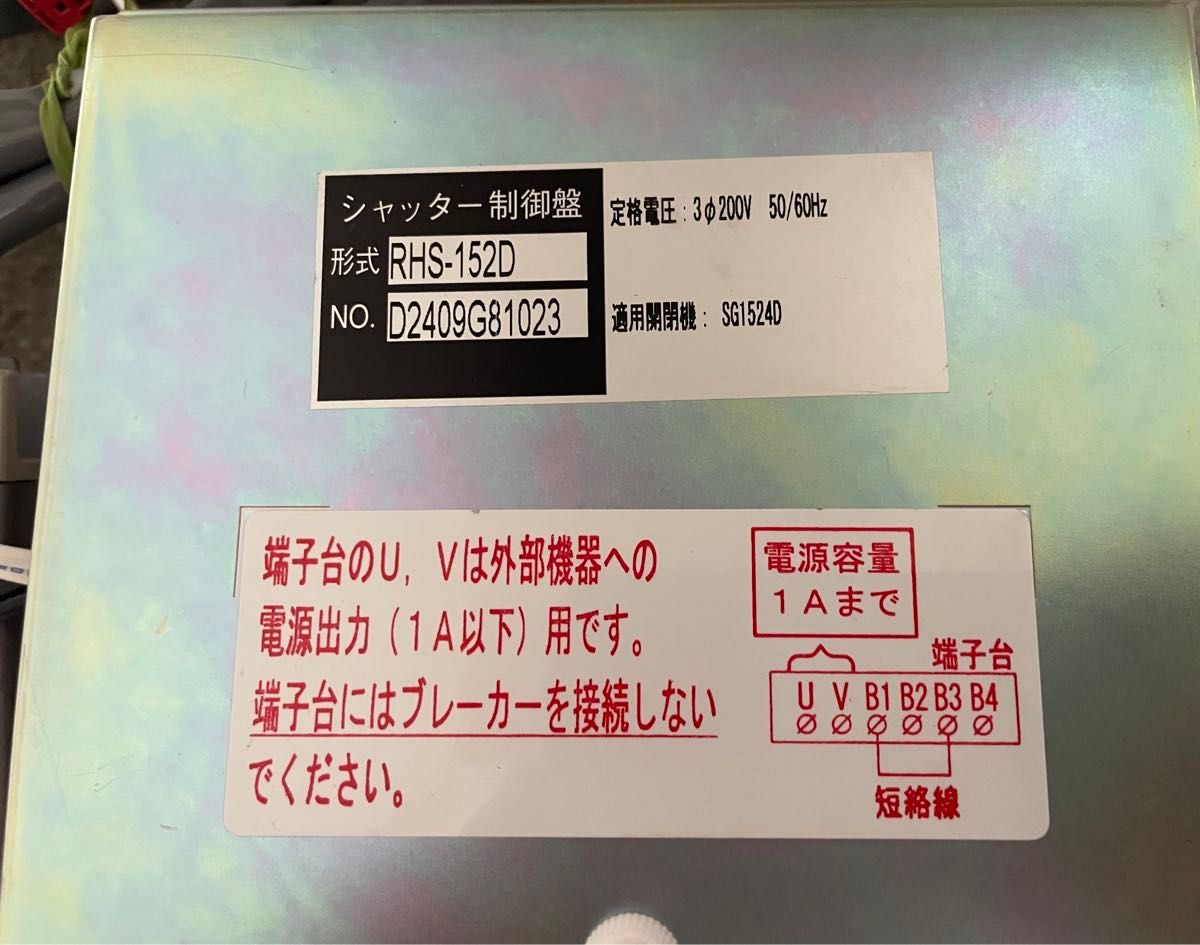 シャッター制御盤
形式 RHS-152D
NO. D2409G81023
定格電圧：3φ200V 50/60Hz
適用開閉機： SG1524D
端子台のU, Vは外部機器への
電源出力（1A以下）用です。
端子台にはブレーカーを接続しない
でください。
電源容量
1Aまで
端子台
U V B1 B2 B3 B4
短絡線